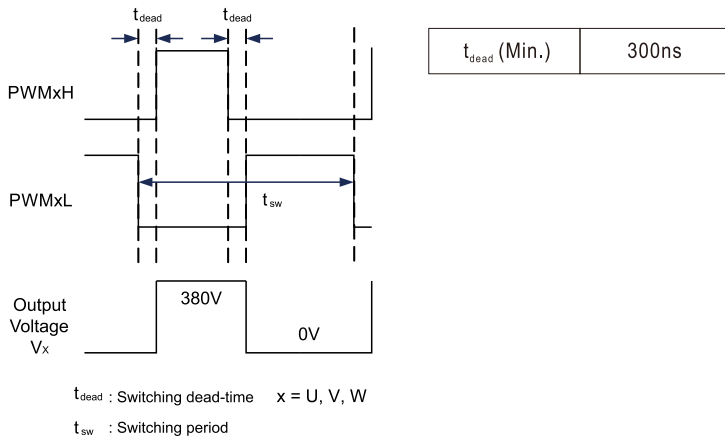 tdead tdead
tdead (Min.) 300ns
PWMxH
PWMxL
tsw
380V
Output
Voltage
Vx
0V
tdead : Switching dead-time x = U, V, W
tsw : Switching period